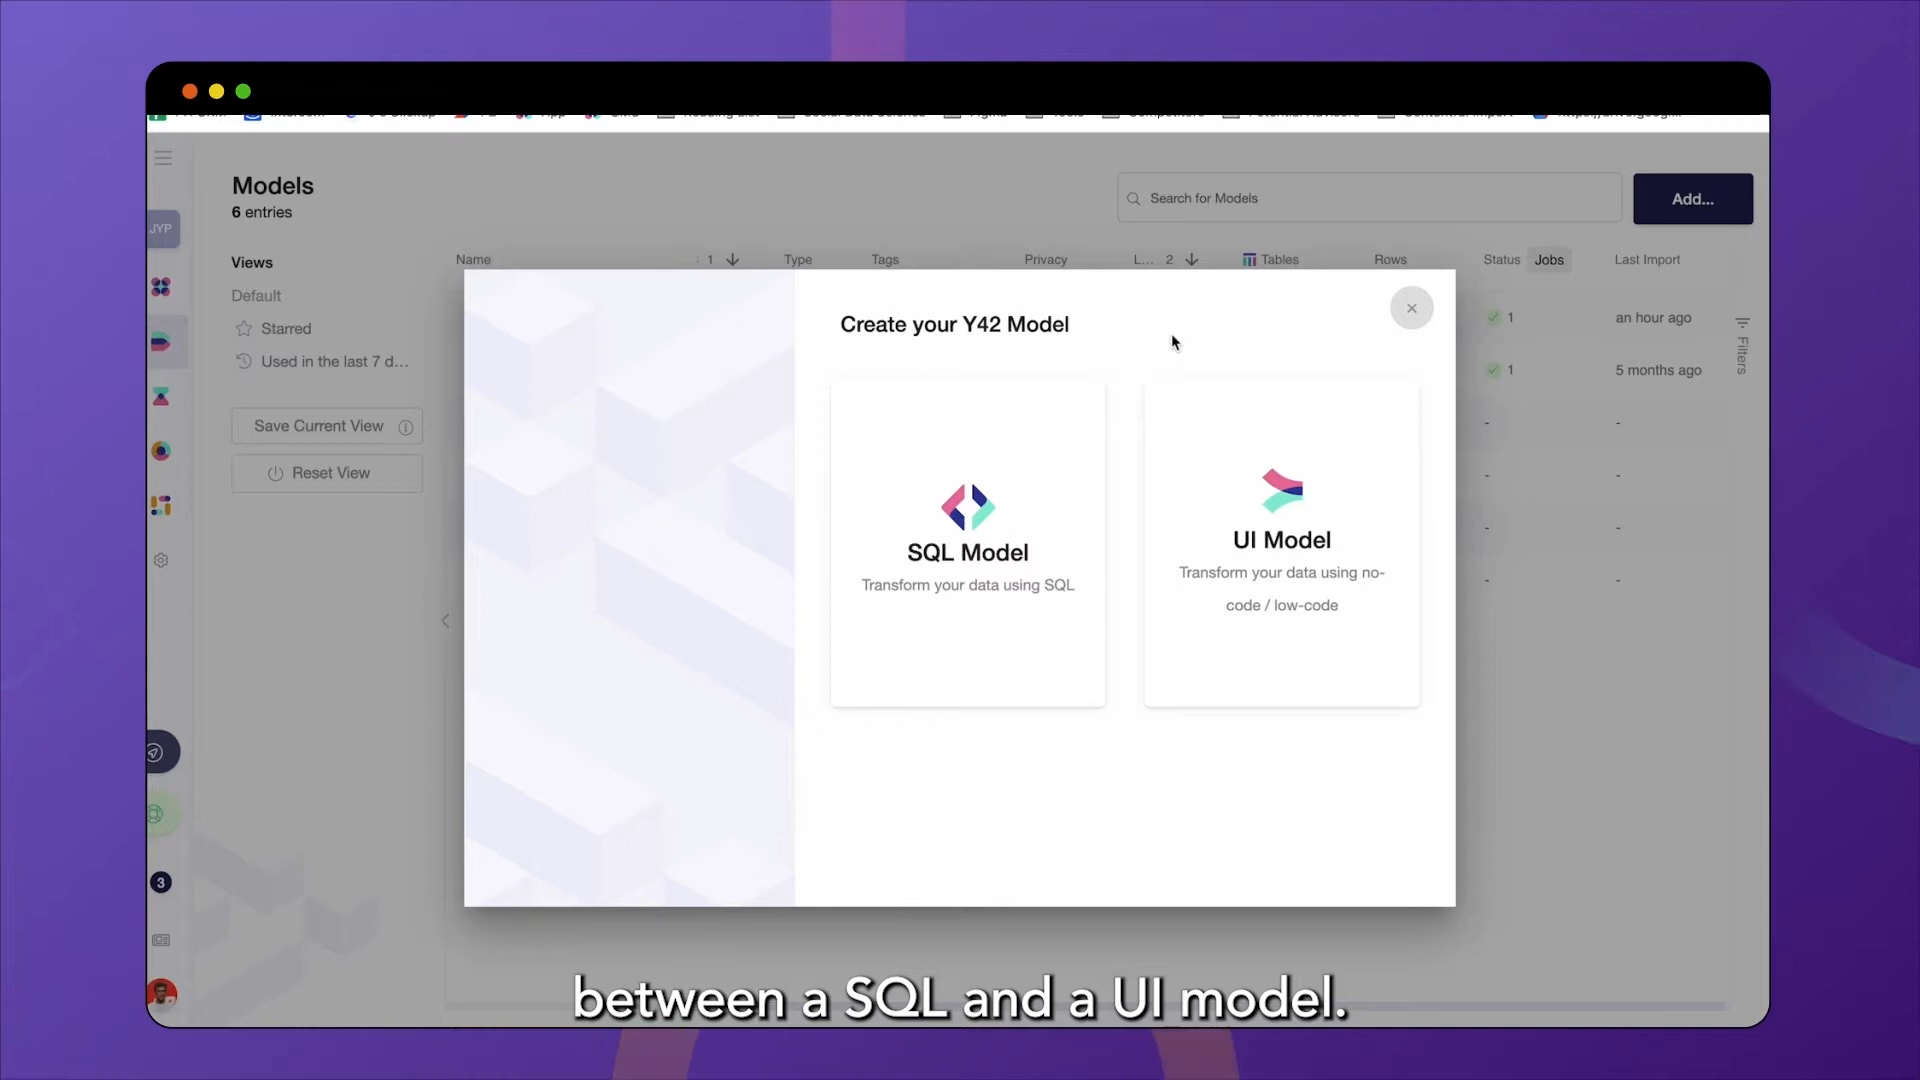 Models
6 entries
Search for Models
Add...
JYP
Views
Default
Starred
Used in the last 7 d...
Save Current View
Reset View
Name 1 Type Tags Privacy L... 2 Tables Rows Status Jobs Last Import
1 an hour ago
1 5 months ago
- -
- -
- -
- -
Filters
Create your Y42 Model
×
SQL Model
Transform your data using SQL
UI Model
Transform your data using no-
code / low-code
3
between a SQL and a UI model.